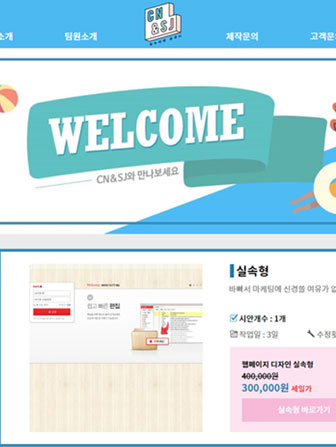 소개
팀원소개
CN
&SJ
제작문의
고객문
WELCOME
CN&SJ와 만나보세요
실속형
바빠서 마케팅에 신경쓸 여유가 없
시안개수 : 1개
작업일 : 3일
수정횟
쉽고 빠른 편집
웹페이지 디자인 실속형
400,000원
300,000원 세일가
실속형 바로가기